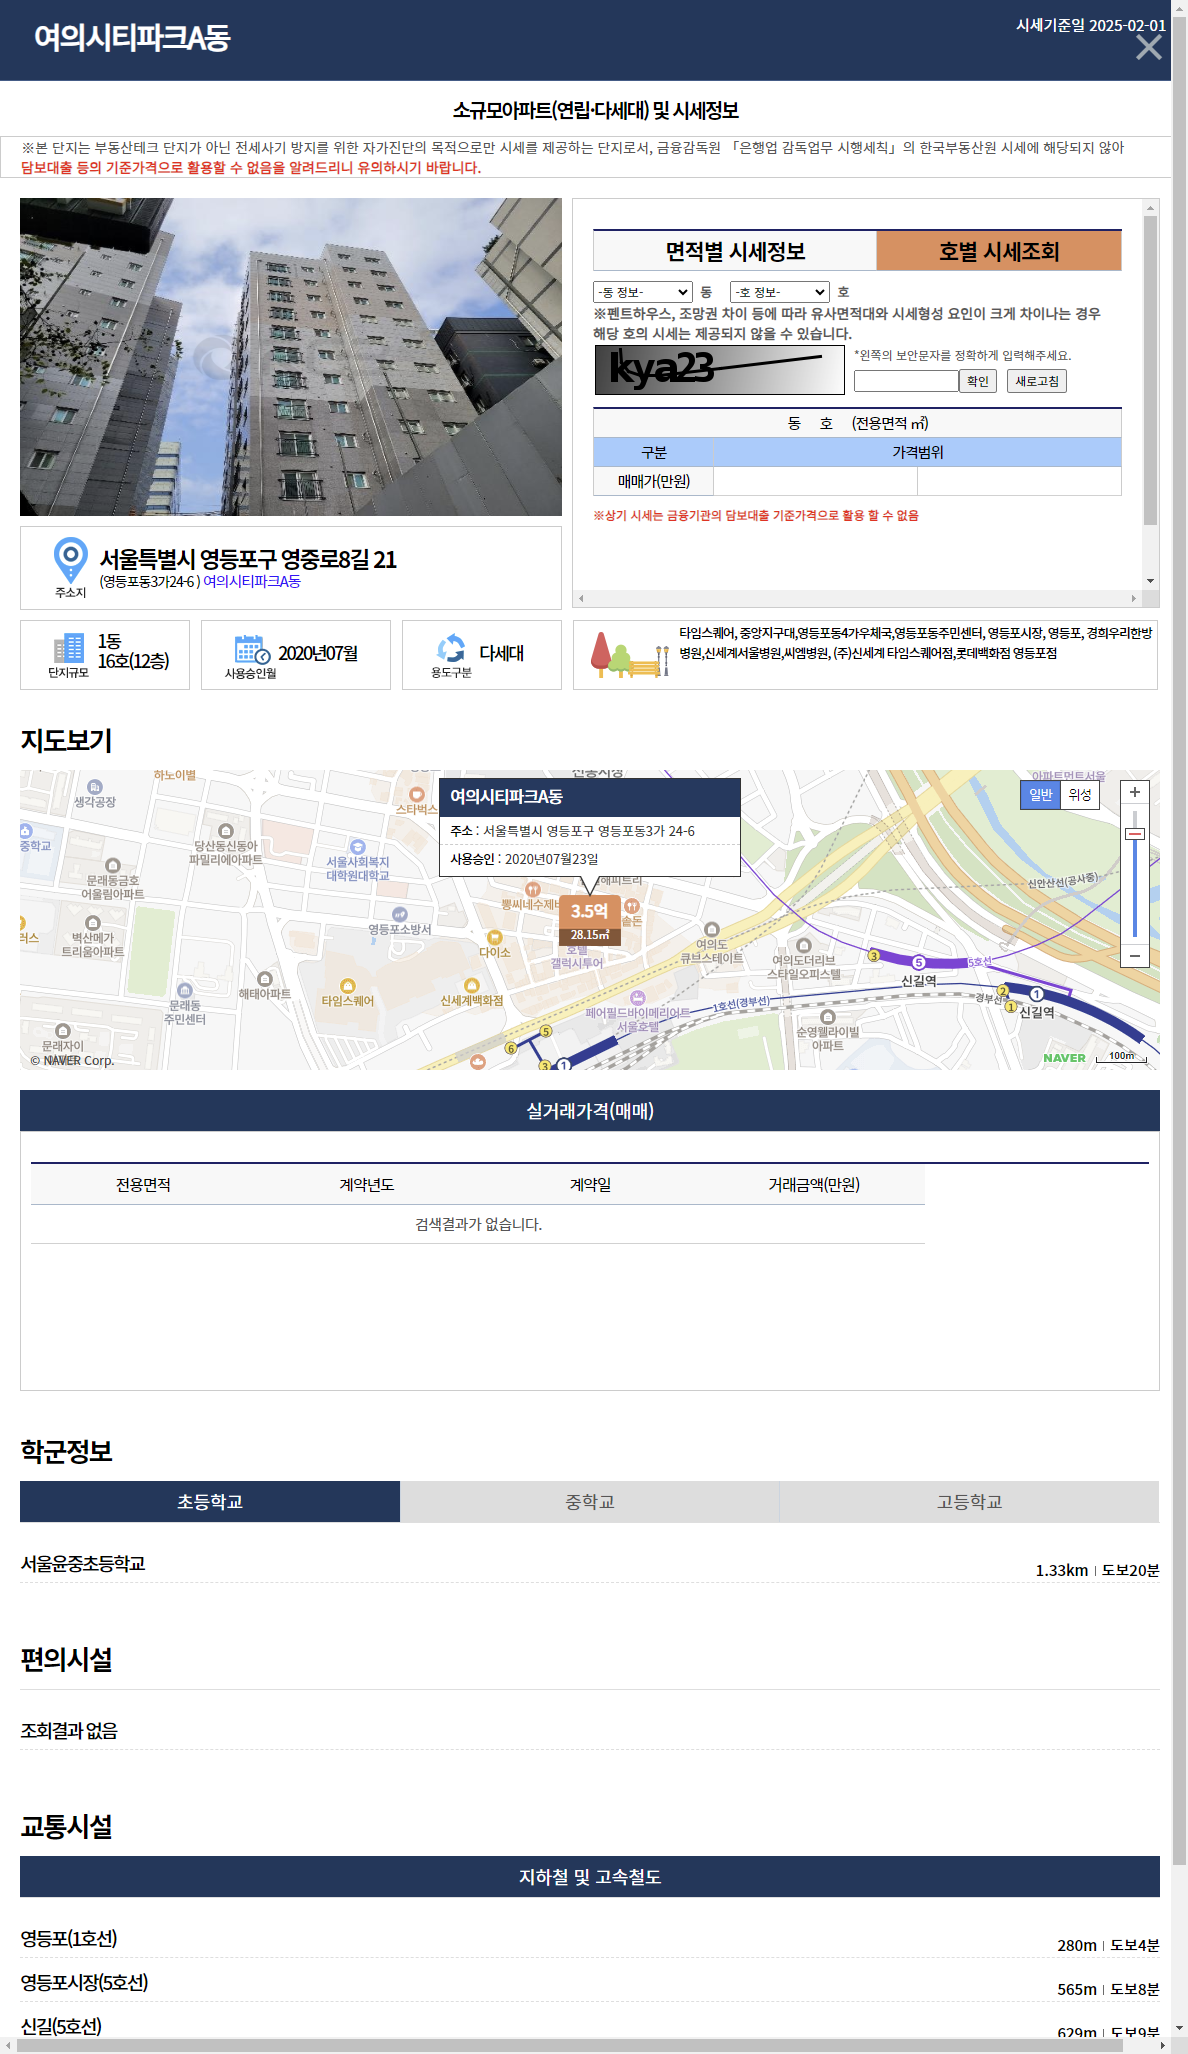 여의시티파크A동
시세기준일 2025-02-01
소규모아파트(연립·다세대) 및 시세정보
※본 단지는 부동산테크 단지가 아닌 전세사기 방지를 위한 자가진단의 목적으로만 시세를 제공하는 단지로서, 금융감독원 「은행업 감독업무 시행세칙」의 한국부동산원 시세에 해당되지 않아
담보대출 등의 기준가격으로 활용할 수 없음을 알려드리니 유의하시기 바랍니다.
면적별 시세정보 호별 시세조회
-동 정보- 동 -호 정보- 호
※펜트하우스, 조망권 차이 등에 따라 유사면적대와 시세형성 요인이 크게 차이나는 경우
해당 호의 시세는 제공되지 않을 수 있습니다.
kya23
*왼쪽의 보안문자를 정확하게 입력해주세요.
확인 새로고침
동 호 (전용면적 ㎡)
구분 가격범위
매매가(만원)
※상기 시세는 금융기관의 담보대출 기준가격으로 활용 할 수 없음
주소지
서울특별시 영등포구 영중로8길 21
(영등포동3가24-6 ) 여의시티파크A동
단지규모
1동
16호(12층)
사용승인월
2020년07월
용도구분
다세대
타임스퀘어, 중앙지구대,영등포동4가우체국,영등포동주민센터, 영등포시장, 영등포, 경희우리한방
병원,신세계서울병원,씨엠병원, (주)신세계 타임스퀘어점,롯데백화점 영등포점
지도보기
하노이별
생각공장
스타벅스
중학교
당산동신동아
파밀리에아파트
서울사회복지
대학원대학교
문래동금호
어울림아파트
벽산메가
트리움아파트
러스
영등포소방서
다이소
해태아파트
타임스퀘어
신세계백화점
문래동
주민센터
문래자이
© NAVER Corp.
여의시티파크A동
주소 : 서울특별시 영등포구 영등포동3가 24-6
사용승인 : 2020년07월23일
뽕씨네수제비
3.5억
28.15㎡
솥돈
호텔
갤럭시투어
페어필드바이메리어트
서울호텔
여의도
큐브스테이트
여의도더리브
스타일오피스텔
순영웰라이빌
아파트
1호선(경부선)
경부선
5호선
신길역
신길역
3 5 2 1 1
5 6 3 1
신안산선(공사중)
아파트먼트서울
일반 위성
+
−
NAVER
100m
실거래가격(매매)
전용면적 계약년도 계약일 거래금액(만원)
검색결과가 없습니다.
학군정보
초등학교 중학교 고등학교
서울윤중초등학교 1.33km | 도보20분
편의시설
조회결과 없음
교통시설
지하철 및 고속철도
영등포(1호선) 280m | 도보4분
영등포시장(5호선) 565m | 도보8분
신길(5호선) 629m | 도보9분